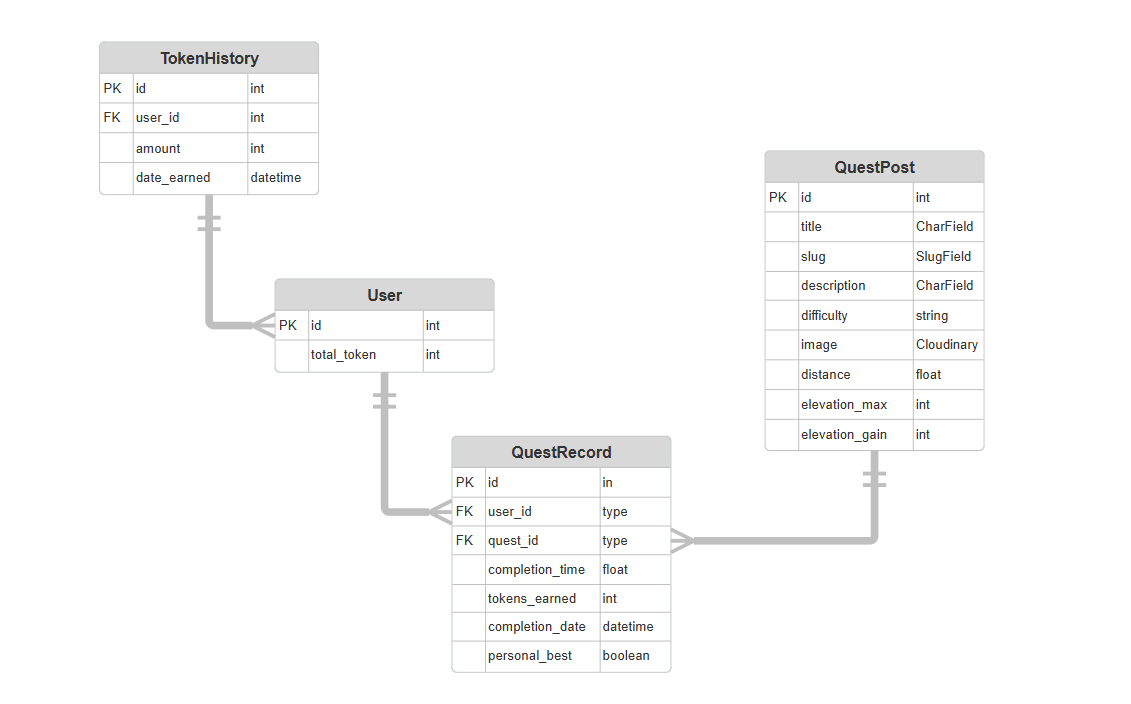 TokenHistory
PK id int
FK user_id int
amount int
date_earned datetime
User
PK id int
total_token int
QuestRecord
PK id in
FK user_id type
FK quest_id type
completion_time float
tokens_earned int
completion_date datetime
personal_best boolean
QuestPost
PK id int
title CharField
slug SlugField
description CharField
difficulty string
image Cloudinary
distance float
elevation_max int
elevation_gain int